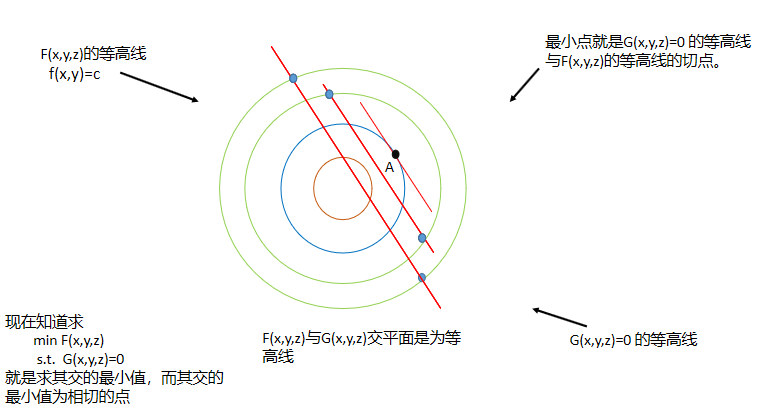 F(x,y,z)的等高线
f(x,y)=c
最小点就是G(x,y,z)=0 的等高线
与F(x,y,z)的等高线的切点。
A
现在知道求
min F(x,y,z)
s.t. G(x,y,z)=0
就是求其交的最小值，而其交的
最小值为相切的点
F(x,y,z)与G(x,y,z)交平面是为等
高线
G(x,y,z)=0 的等高线